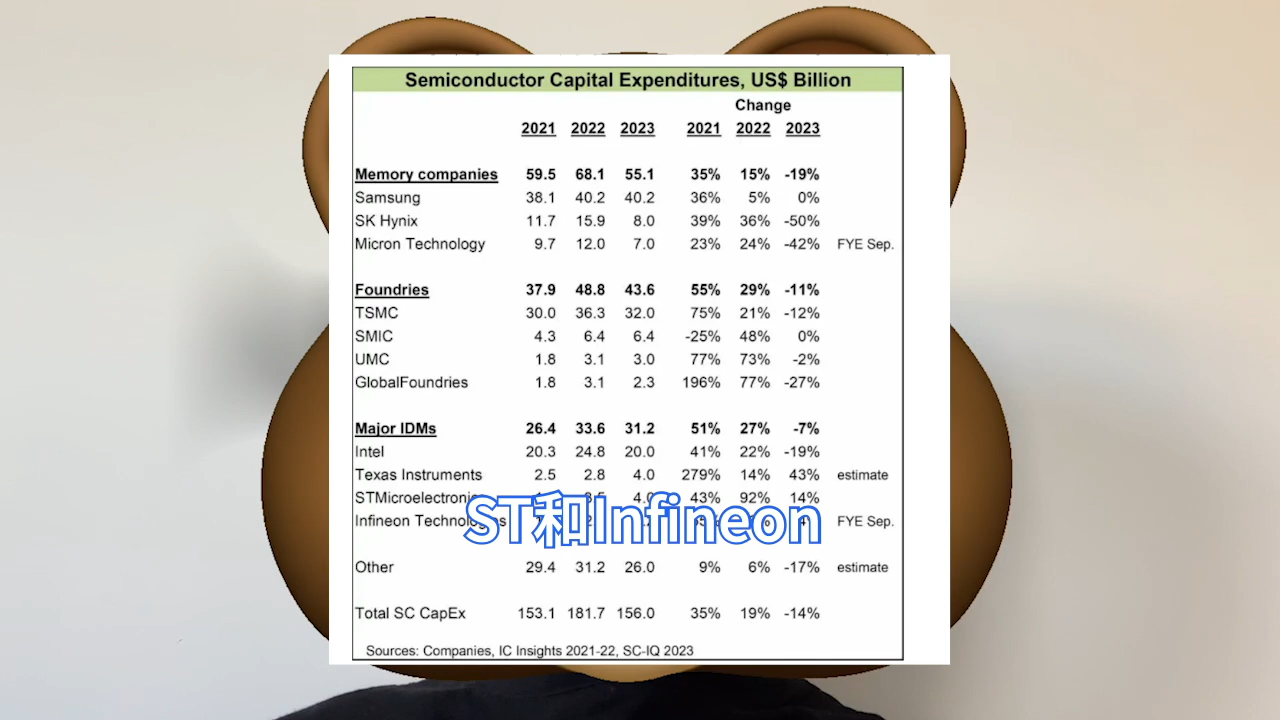 Semiconductor Capital Expenditures, US$ Billion
Change
2021 2022 2023 2021 2022 2023
Memory companies 59.5 68.1 55.1 35% 15% -19%
Samsung 38.1 40.2 40.2 36% 5% 0%
SK Hynix 11.7 15.9 8.0 39% 36% -50%
Micron Technology 9.7 12.0 7.0 23% 24% -42% FYE Sep.
Foundries 37.9 48.8 43.6 55% 29% -11%
TSMC 30.0 36.3 32.0 75% 21% -12%
SMIC 4.3 6.4 6.4 -25% 48% 0%
UMC 1.8 3.1 3.0 77% 73% -2%
GlobalFoundries 1.8 3.1 2.3 196% 77% -27%
Major IDMs 26.4 33.6 31.2 51% 27% -7%
Intel 20.3 24.8 20.0 41% 22% -19%
Texas Instruments 2.5 2.8 4.0 279% 14% 43% estimate
STMicroelectronics 4.0 43% 92% 14%
Infineon Technologies FYE Sep.
ST和Infineon
Other 29.4 31.2 26.0 9% 6% -17% estimate
Total SC CapEx 153.1 181.7 156.0 35% 19% -14%
Sources: Companies, IC Insights 2021-22, SC-IQ 2023